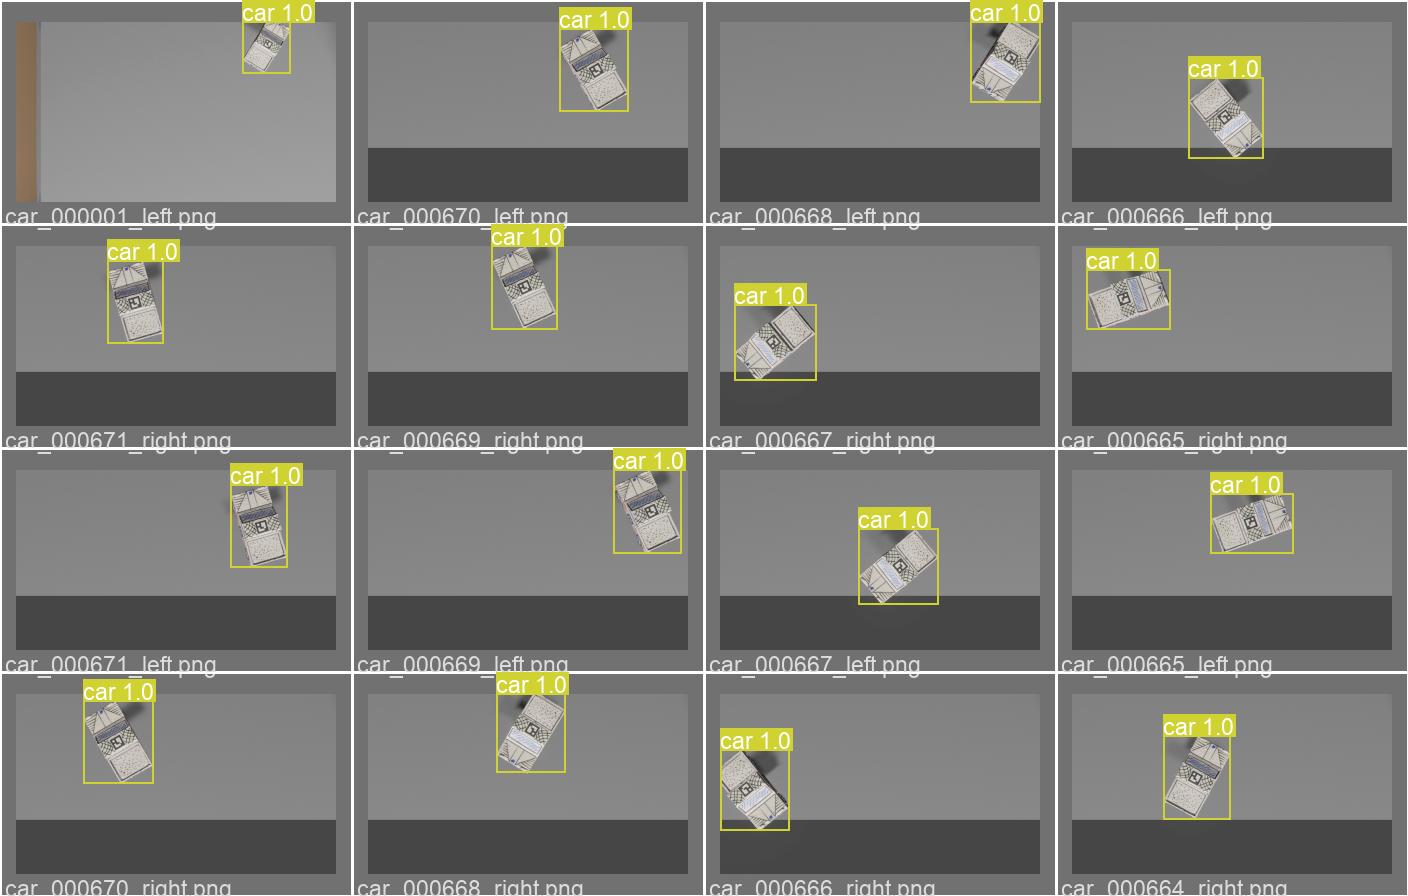 car 1.0
car 1.0
car 1.0
car 1.0
car_000001_left.png
car_000670_left.png
car_000668_left.png
car_000666_left.png
car 1.0
car 1.0
car 1.0
car 1.0
car_000671_right.png
car_000669_right.png
car_000667_right.png
car_000665_right.png
car 1.0
car 1.0
car 1.0
car 1.0
car_000671_left.png
car_000669_left.png
car_000667_left.png
car_000665_left.png
car 1.0
car 1.0
car 1.0
car 1.0
car_000670_right.png
car_000668_right.png
car_000666_right.png
car_000664_right.png